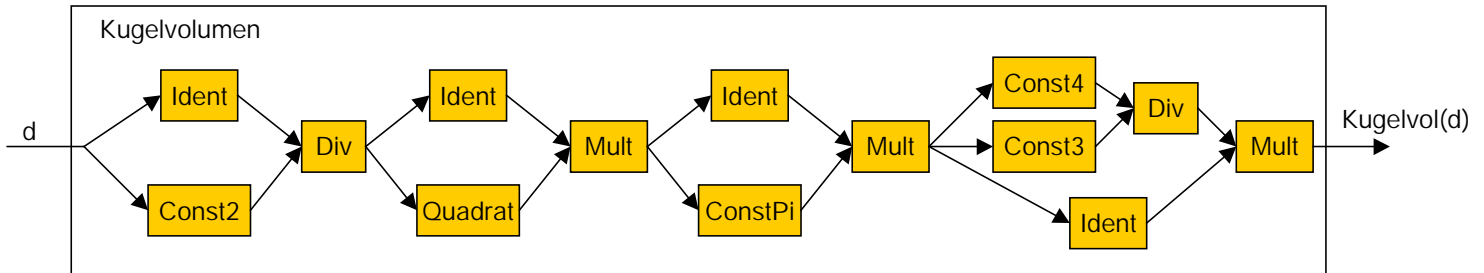 Kugelvolumen
d
Ident
Const2
Div
Ident
Quadrat
Mult
Ident
ConstPi
Mult
Const4
Const3
Div
Ident
Mult
Kugelvol(d)